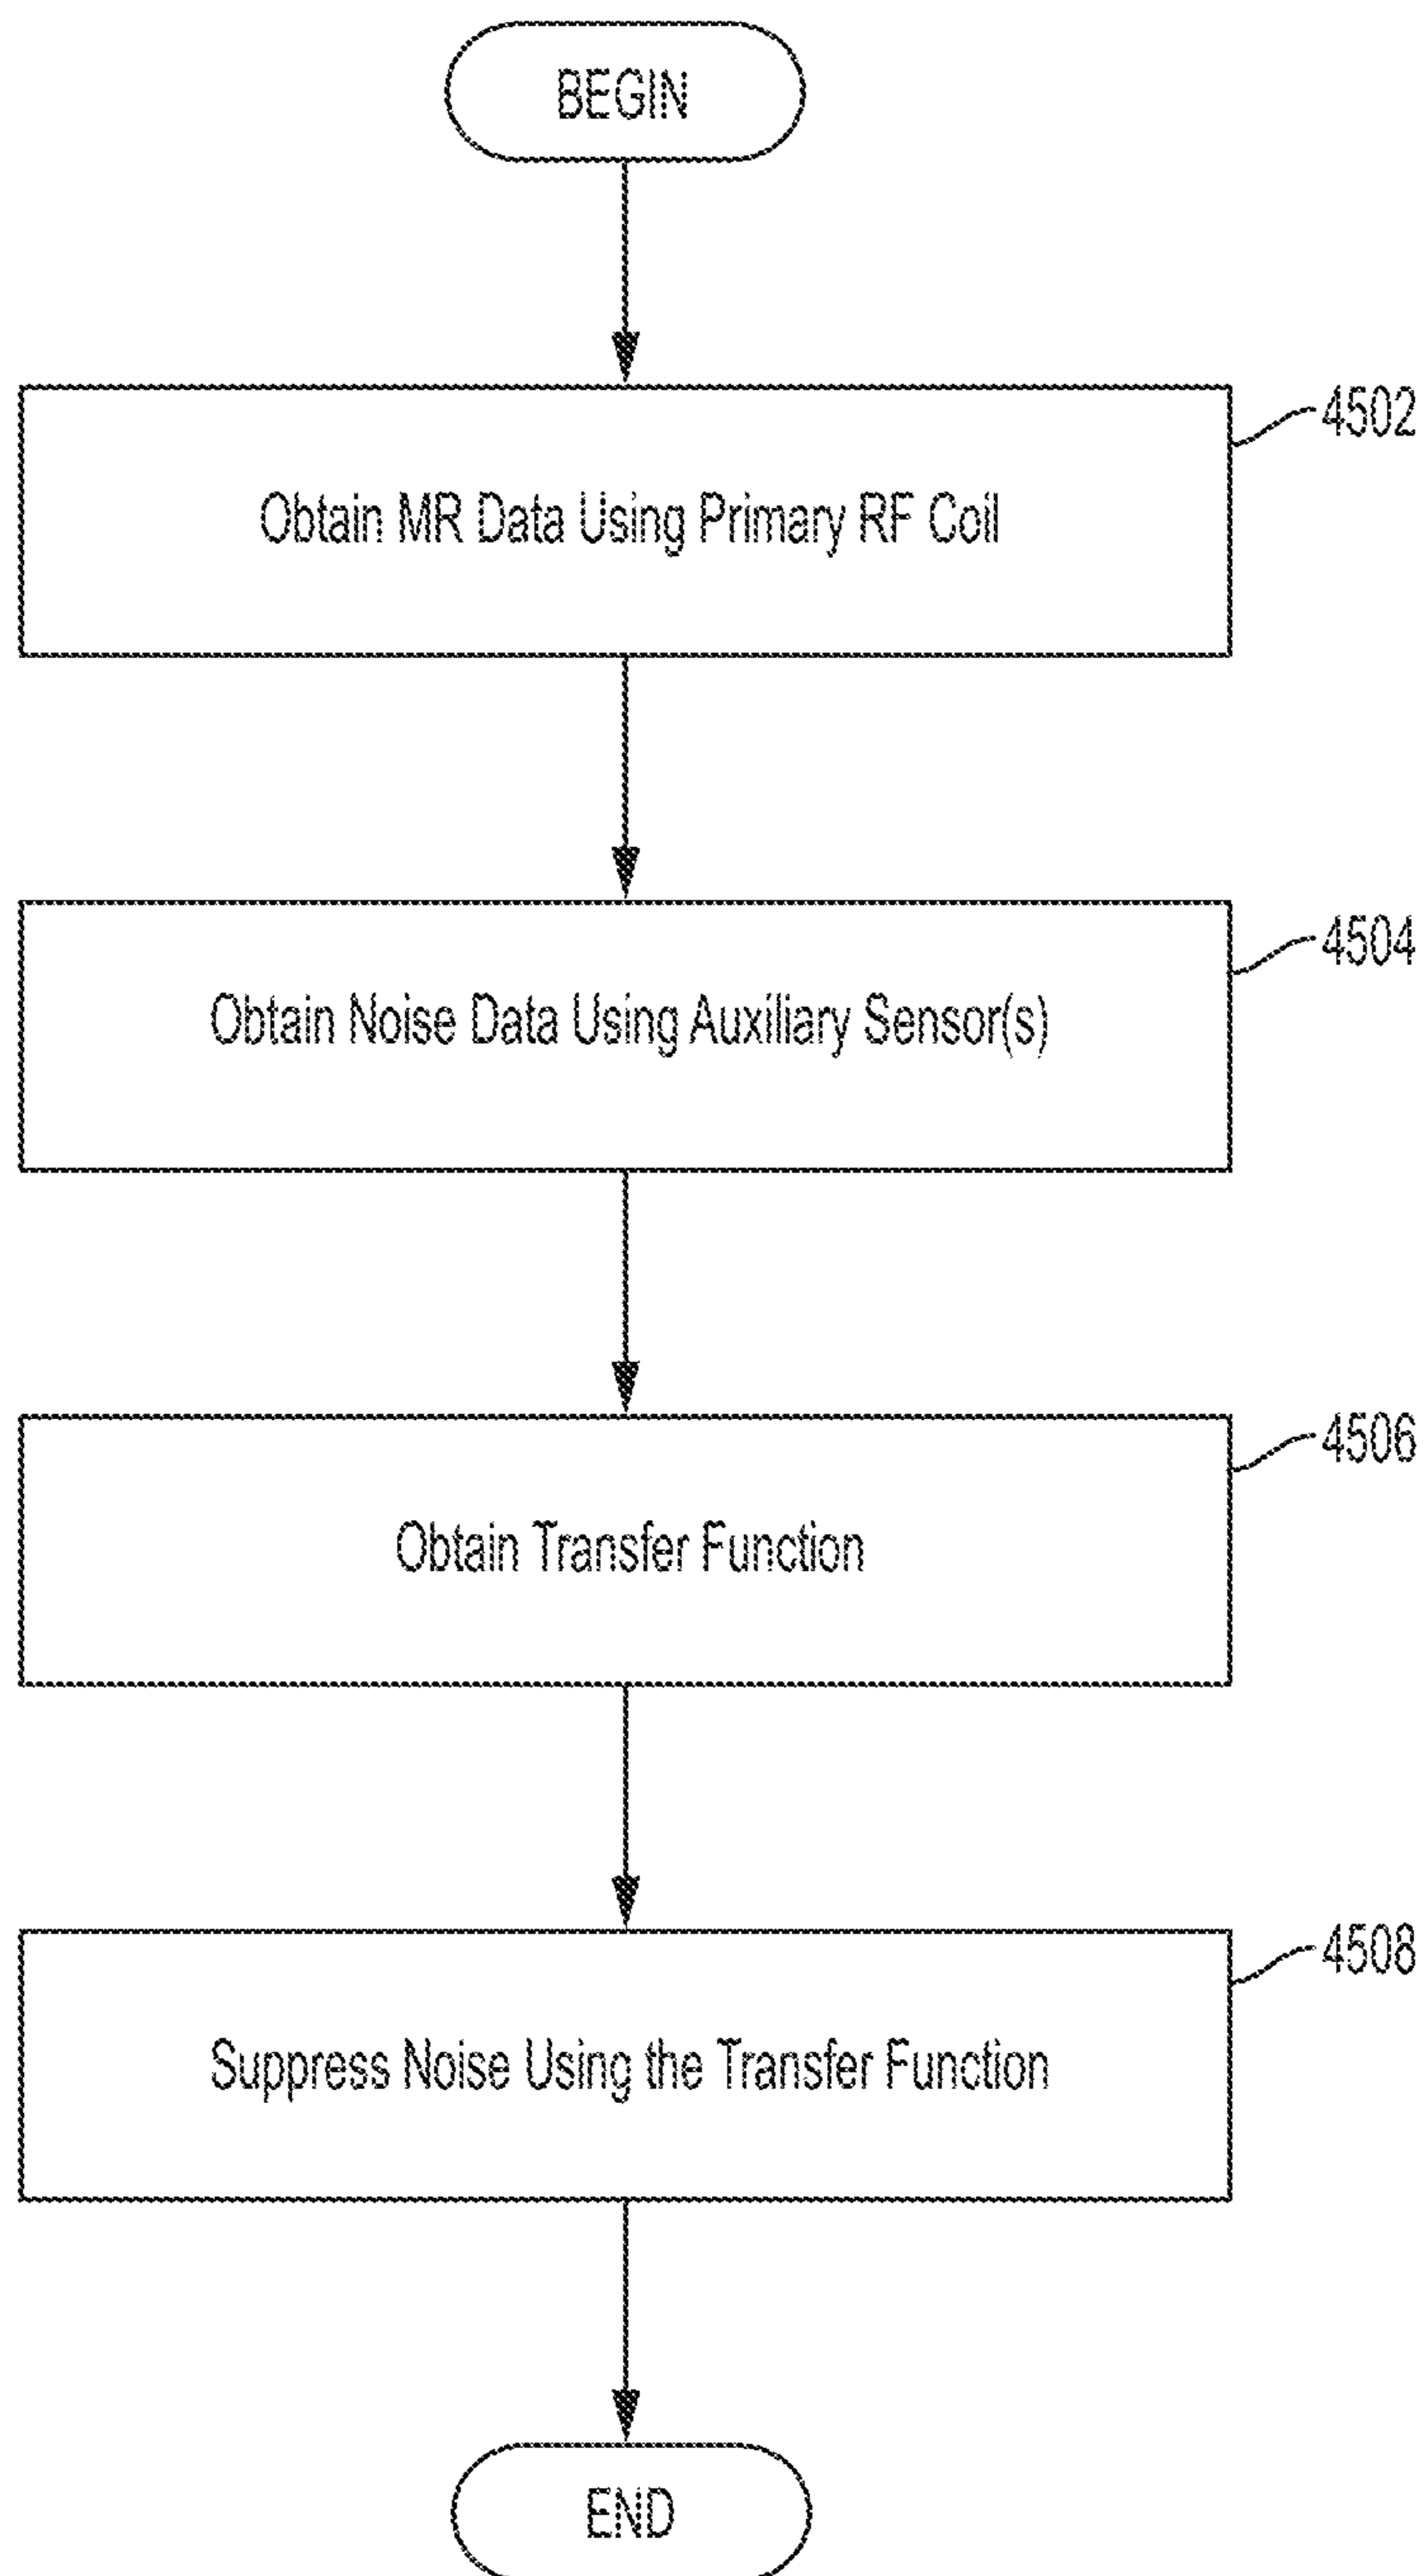 BEGIN
4502
Obtain MR Data Using Primary RF Coil
4504
Obtain Noise Data Using Auxiliary Sensor(s)
4506
Obtain Transfer Function
4508
Suppress Noise Using the Transfer Function
END